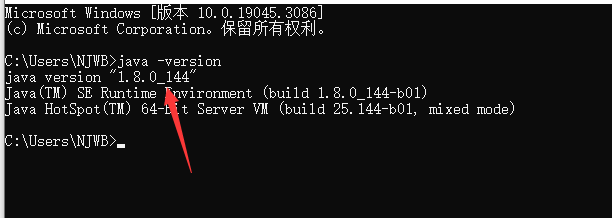 Microsoft Windows [版本 10.0.19045.3086]
(c) Microsoft Corporation。保留所有权利。
C:\Users\NJWB>java -version
java version "1.8.0_144"
Java(TM) SE Runtime Environment (build 1.8.0_144-b01)
Java HotSpot(TM) 64-Bit Server VM (build 25.144-b01, mixed mode)
C:\Users\NJWB>